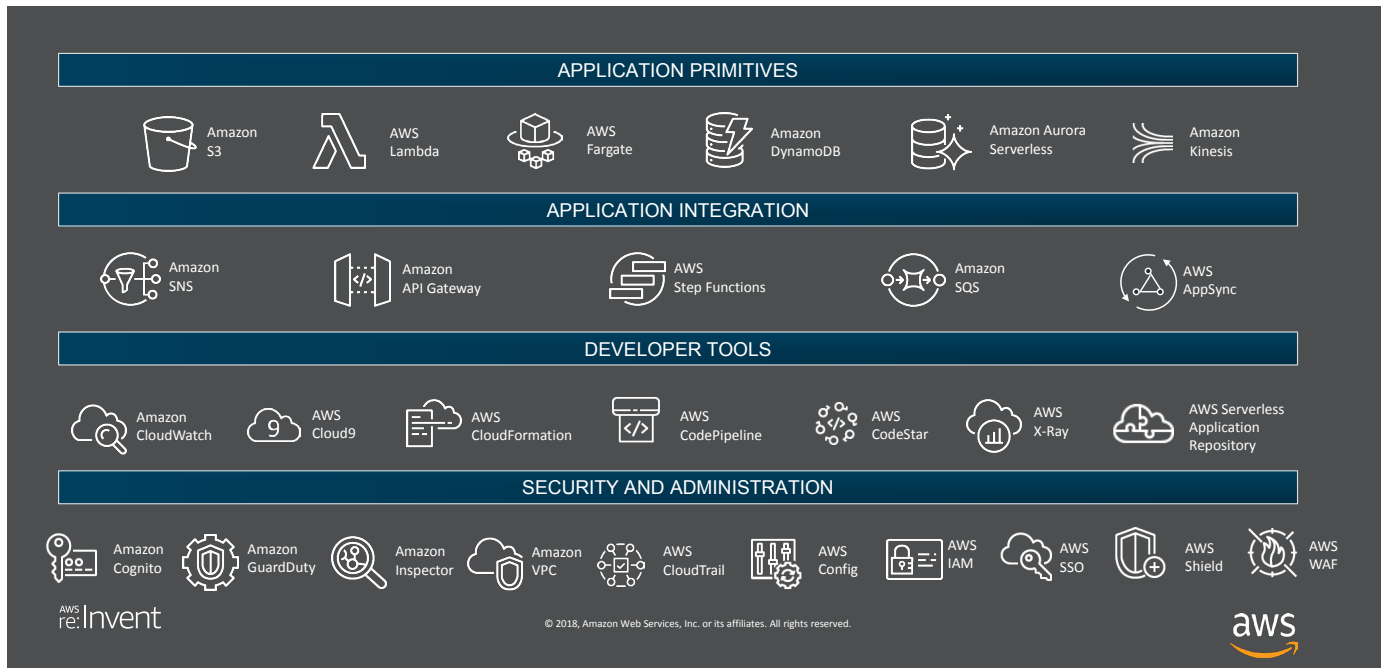 APPLICATION PRIMITIVES
Amazon
S3
AWS
Lambda
AWS
Fargate
Amazon
DynamoDB
Amazon Aurora
Serverless
Amazon
Kinesis
APPLICATION INTEGRATION
Amazon
SNS
Amazon
API Gateway
AWS
Step Functions
Amazon
SQS
AWS
AppSync
DEVELOPER TOOLS
Amazon
CloudWatch
9
AWS
Cloud9
AWS
CloudFormation
</>
AWS
CodePipeline
</>
AWS
CodeStar
AWS
X-Ray
AWS Serverless
Application
Repository
SECURITY AND ADMINISTRATION
Amazon
Cognito
Amazon
GuardDuty
Amazon
Inspector
Amazon
VPC
AWS
CloudTrail
AWS
Config
AWS
IAM
AWS
SSO
AWS
Shield
AWS
WAF
AWS
re:Invent
© 2018, Amazon Web Services, Inc. or its affiliates. All rights reserved.
aws